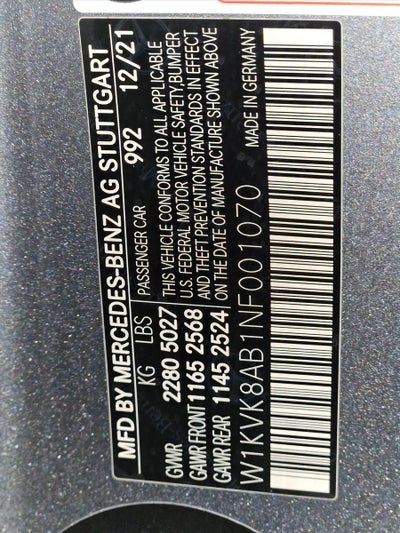 MFD BY MERCEDES-BENZ AG STUTTGART
KG LBS PASSENGER CAR 992 12/21
GVWR 2280 5027 THIS VEHICLE CONFORMS TO ALL APPLICABLE
U.S. FEDERAL MOTOR VEHICLE SAFETY, BUMPER
GAWR FRONT 1165 2568 AND THEFT PREVENTION STANDARDS IN EFFECT
GAWR REAR 1145 2524 ON THE DATE OF MANUFACTURE SHOWN ABOVE
W1KVK8AB1NF001070 MADE IN GERMANY